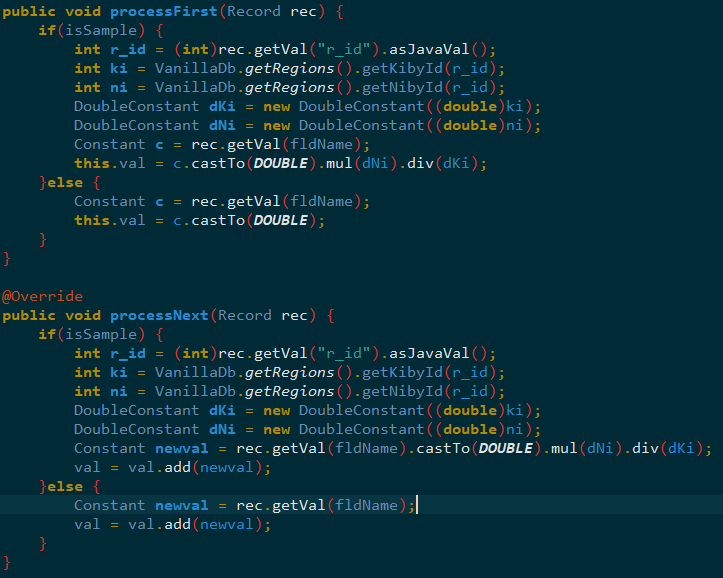 public void processFirst(Record rec) {
    if(isSample) {
        int r_id = (int)rec.getVal("r_id").asJavaVal();
        int ki = VanillaDb.getRegions().getKibyId(r_id);
        int ni = VanillaDb.getRegions().getNibyId(r_id);
        DoubleConstant dKi = new DoubleConstant((double)ki);
        DoubleConstant dNi = new DoubleConstant((double)ni);
        Constant c = rec.getVal(fldName);
        this.val = c.castTo(DOUBLE).mul(dNi).div(dKi);
    }else {
        Constant c = rec.getVal(fldName);
        this.val = c.castTo(DOUBLE);
    }
}
@Override
public void processNext(Record rec) {
    if(isSample) {
        int r_id = (int)rec.getVal("r_id").asJavaVal();
        int ki = VanillaDb.getRegions().getKibyId(r_id);
        int ni = VanillaDb.getRegions().getNibyId(r_id);
        DoubleConstant dKi = new DoubleConstant((double)ki);
        DoubleConstant dNi = new DoubleConstant((double)ni);
        Constant newval = rec.getVal(fldName).castTo(DOUBLE).mul(dNi).div(dKi);
        val = val.add(newval);
    }else {
        Constant newval = rec.getVal(fldName);
        val = val.add(newval);
    }
}